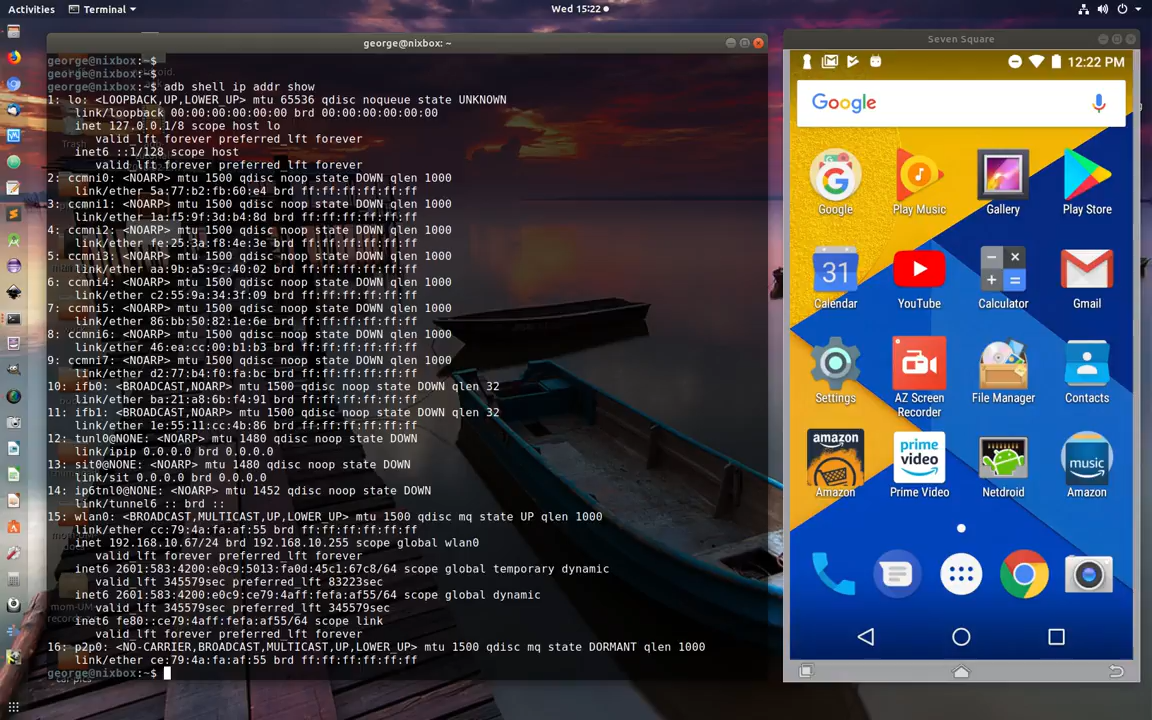 Activities
Terminal
Wed 15:22
george@nixbox: ~
george@nixbox:~$
george@nixbox:~$
george@nixbox:~$ adb shell ip addr show
1: lo: <LOOPBACK,UP,LOWER_UP> mtu 65536 qdisc noqueue state UNKNOWN
link/loopback 00:00:00:00:00:00 brd 00:00:00:00:00:00
inet 127.0.0.1/8 scope host lo
valid_lft forever preferred_lft forever
inet6 ::1/128 scope host
valid_lft forever preferred_lft forever
2: ccmni0: <NOARP> mtu 1500 qdisc noop state DOWN qlen 1000
link/ether 5a:77:b2:fb:60:e4 brd ff:ff:ff:ff:ff:ff
3: ccmni1: <NOARP> mtu 1500 qdisc noop state DOWN qlen 1000
link/ether 1a:f5:9f:3d:b4:8d brd ff:ff:ff:ff:ff:ff
4: ccmni2: <NOARP> mtu 1500 qdisc noop state DOWN qlen 1000
link/ether fe:25:3a:f8:4e:3e brd ff:ff:ff:ff:ff:ff
5: ccmni3: <NOARP> mtu 1500 qdisc noop state DOWN qlen 1000
link/ether aa:9b:a5:9c:40:02 brd ff:ff:ff:ff:ff:ff
6: ccmni4: <NOARP> mtu 1500 qdisc noop state DOWN qlen 1000
link/ether c2:55:9a:34:3f:09 brd ff:ff:ff:ff:ff:ff
7: ccmni5: <NOARP> mtu 1500 qdisc noop state DOWN qlen 1000
link/ether 86:bb:50:82:1e:6e brd ff:ff:ff:ff:ff:ff
8: ccmni6: <NOARP> mtu 1500 qdisc noop state DOWN qlen 1000
link/ether 46:ea:cc:00:b1:b3 brd ff:ff:ff:ff:ff:ff
9: ccmni7: <NOARP> mtu 1500 qdisc noop state DOWN qlen 1000
link/ether d2:77:b4:f0:fa:bc brd ff:ff:ff:ff:ff:ff
10: ifb0: <BROADCAST,NOARP> mtu 1500 qdisc noop state DOWN qlen 32
link/ether ba:21:a8:6b:f4:91 brd ff:ff:ff:ff:ff:ff
11: ifb1: <BROADCAST,NOARP> mtu 1500 qdisc noop state DOWN qlen 32
link/ether 1e:55:11:cc:4b:86 brd ff:ff:ff:ff:ff:ff
12: tunl0@NONE: <NOARP> mtu 1480 qdisc noop state DOWN
link/ipip 0.0.0.0 brd 0.0.0.0
13: sit0@NONE: <NOARP> mtu 1480 qdisc noop state DOWN
link/sit 0.0.0.0 brd 0.0.0.0
14: ip6tnl0@NONE: <NOARP> mtu 1452 qdisc noop state DOWN
link/tunnel6 :: brd ::
15: wlan0: <BROADCAST,MULTICAST,UP,LOWER_UP> mtu 1500 qdisc mq state UP qlen 1000
link/ether cc:79:4a:fa:af:55 brd ff:ff:ff:ff:ff:ff
inet 192.168.10.67/24 brd 192.168.10.255 scope global wlan0
valid_lft forever preferred_lft forever
inet6 2601:583:4200:e0c9:5013:fa0d:45c1:67c8/64 scope global temporary dynamic
valid_lft 345579sec preferred_lft 83223sec
inet6 2601:583:4200:e0c9:ce79:4aff:fefa:af55/64 scope global dynamic
valid_lft 345579sec preferred_lft 345579sec
inet6 fe80::ce79:4aff:fefa:af55/64 scope link
valid_lft forever preferred_lft forever
16: p2p0: <NO-CARRIER,BROADCAST,MULTICAST,UP,LOWER_UP> mtu 1500 qdisc mq state DORMANT qlen 1000
link/ether ce:79:4a:fa:af:55 brd ff:ff:ff:ff:ff:ff
george@nixbox:~$
Seven Square
12:22 PM
Google
Google
Play Music
Gallery
Play Store
31
Calendar
YouTube
Calculator
Gmail
Settings
AZ Screen
Recorder
File Manager
Contacts
amazon
prime
video
music
Amazon
Prime Video
Netdroid
Amazon